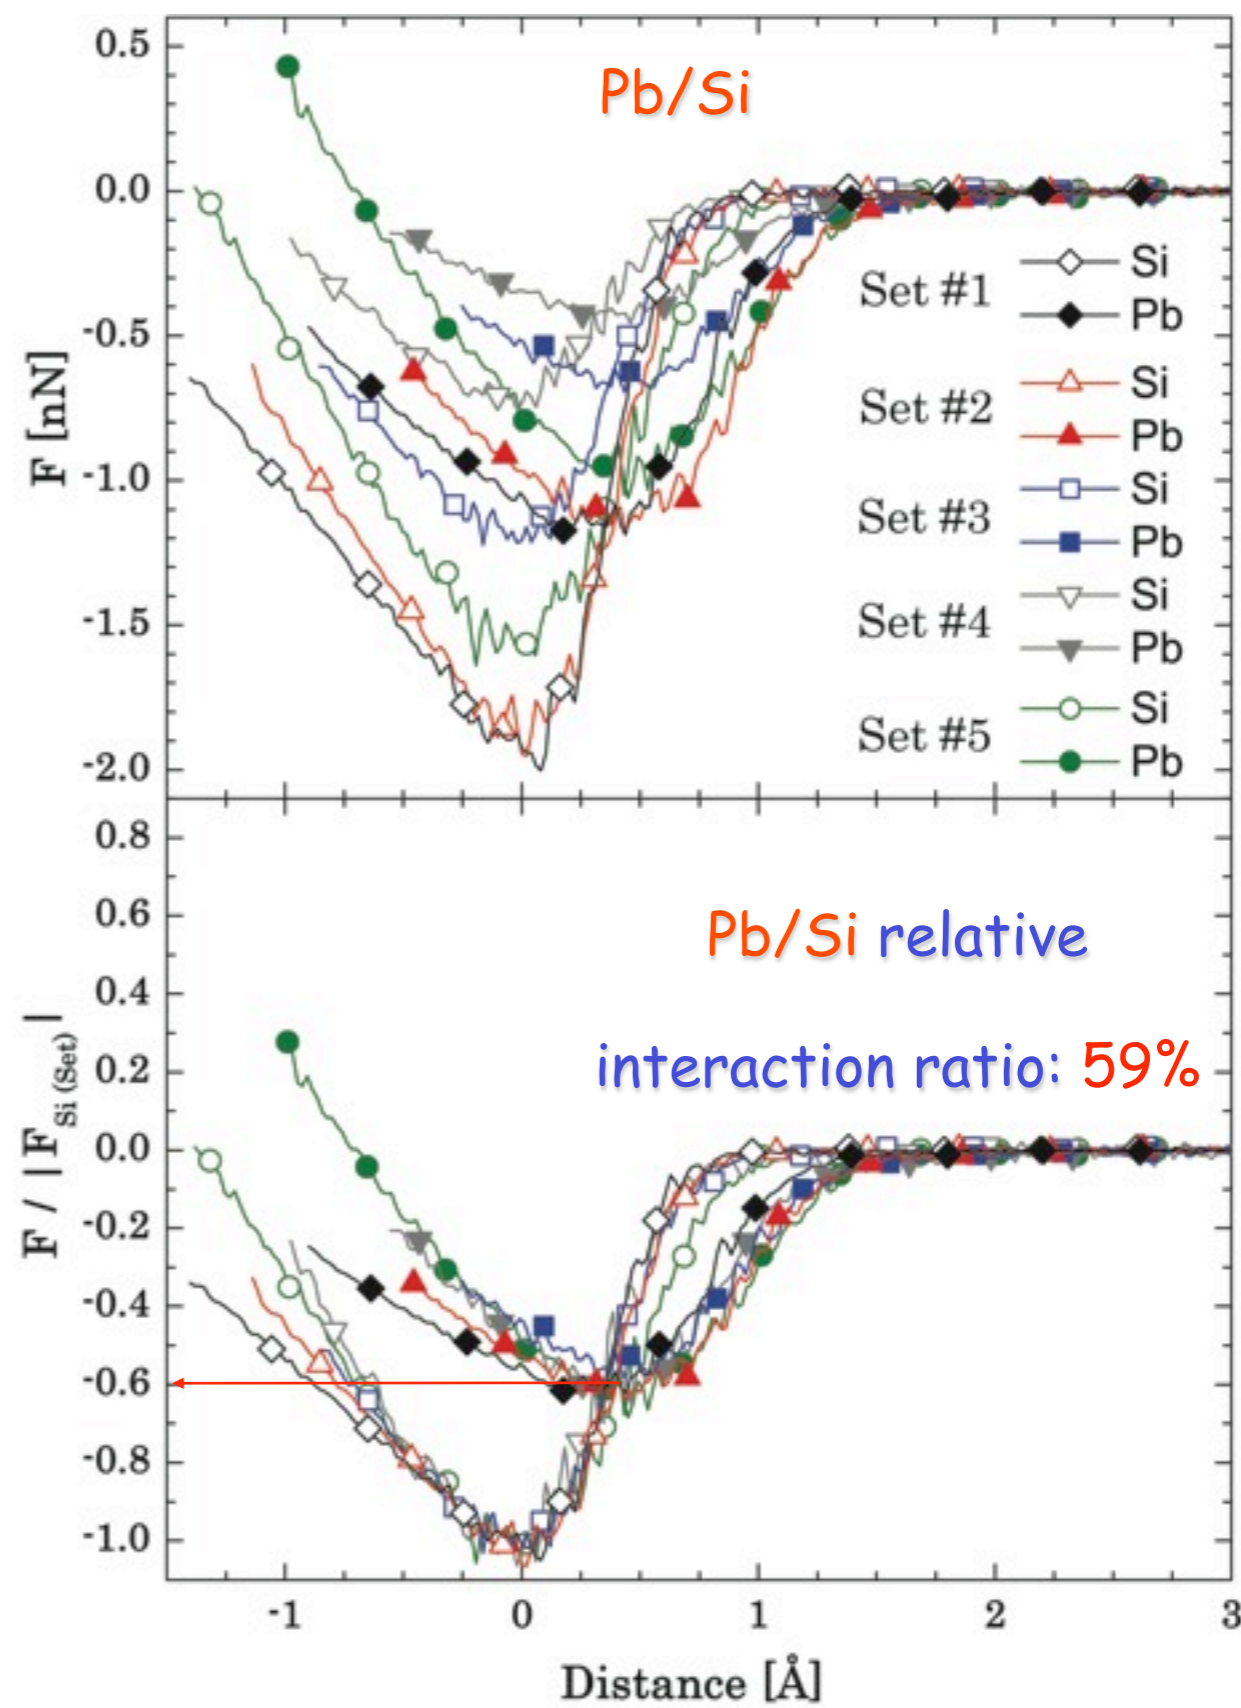 Pb/Si
0.5
0.0
-0.5
-1.0
-1.5
-2.0
F [nN]
Set #1
Si
Pb
Set #2
Si
Pb
Set #3
Si
Pb
Set #4
Si
Pb
Set #5
Si
Pb
Pb/Si relative
interaction ratio: 59%
0.8
0.6
0.4
0.2
0.0
-0.2
-0.4
-0.6
-0.8
-1.0
F / |F Si (Set)|
-1 0 1 2 3
Distance [Å]